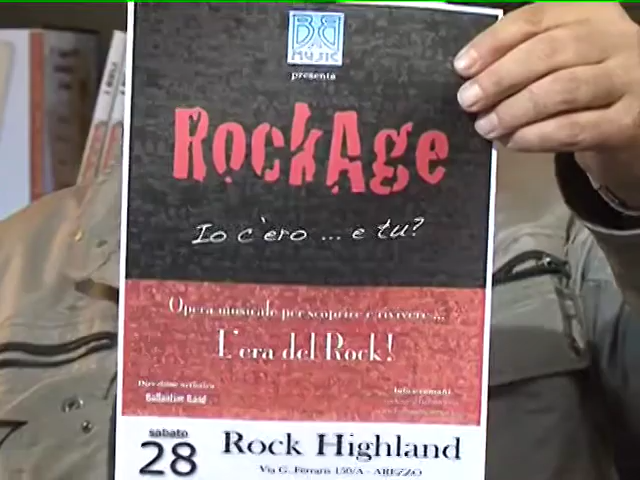 BB
MUSIC
presenta
RockAge
Io c'ero ... e tu?
Opera musicale per scoprire e rivivere...
L'era del Rock!
Direzione artistica
Ballantine Band
sabato
28
Rock Highland
Via G. Ferraris 150/A - AREZZO